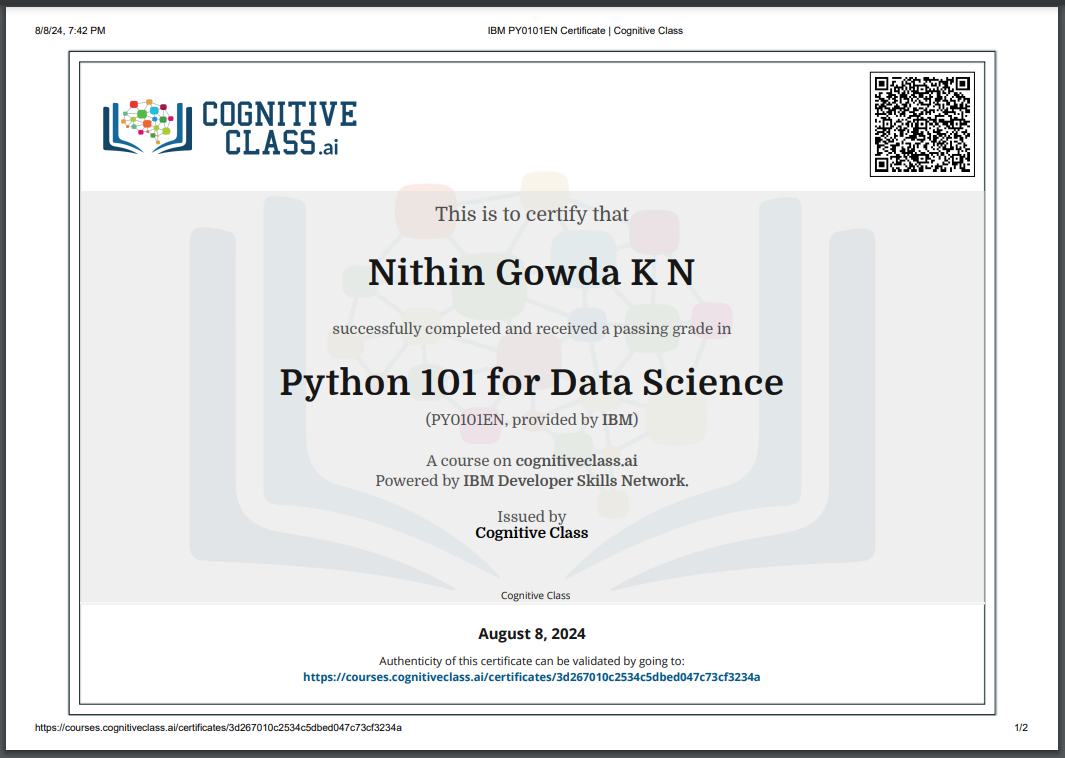 8/8/24, 7:42 PM
IBM PY0101EN Certificate | Cognitive Class
COGNITIVE
CLASS.ai
This is to certify that
Nithin Gowda K N
successfully completed and received a passing grade in
Python 101 for Data Science
(PY0101EN, provided by IBM)
A course on cognitiveclass.ai
Powered by IBM Developer Skills Network.
Issued by
Cognitive Class
Cognitive Class
August 8, 2024
Authenticity of this certificate can be validated by going to:
https://courses.cognitiveclass.ai/certificates/3d267010c2534c5dbed047c73cf3234a
https://courses.cognitiveclass.ai/certificates/3d267010c2534c5dbed047c73cf3234a
1/2